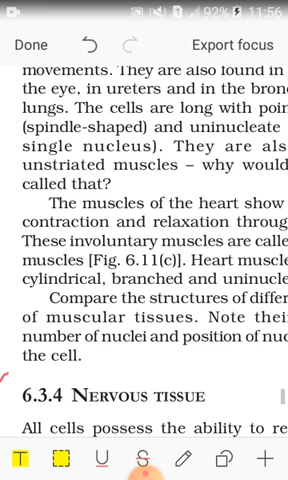 92% 11:56
Done Export focus
movements. They are also found in
the eye, in ureters and in the bron
lungs. The cells are long with poin
(spindle-shaped) and uninucleate
single nucleus). They are als
unstriated muscles – why would
called that?
The muscles of the heart show
contraction and relaxation throug
These involuntary muscles are calle
muscles [Fig. 6.11(c)]. Heart muscle
cylindrical, branched and uninucle
Compare the structures of differ
of muscular tissues. Note thei
number of nuclei and position of nuc
the cell.
6.3.4 NERVOUS TISSUE
All cells possess the ability to re
T U S